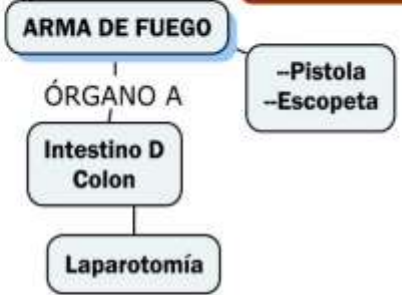 ARMA DE FUEGO
--Pistola
--Escopeta
ÓRGANO A
Intestino D
Colon
Laparotomía